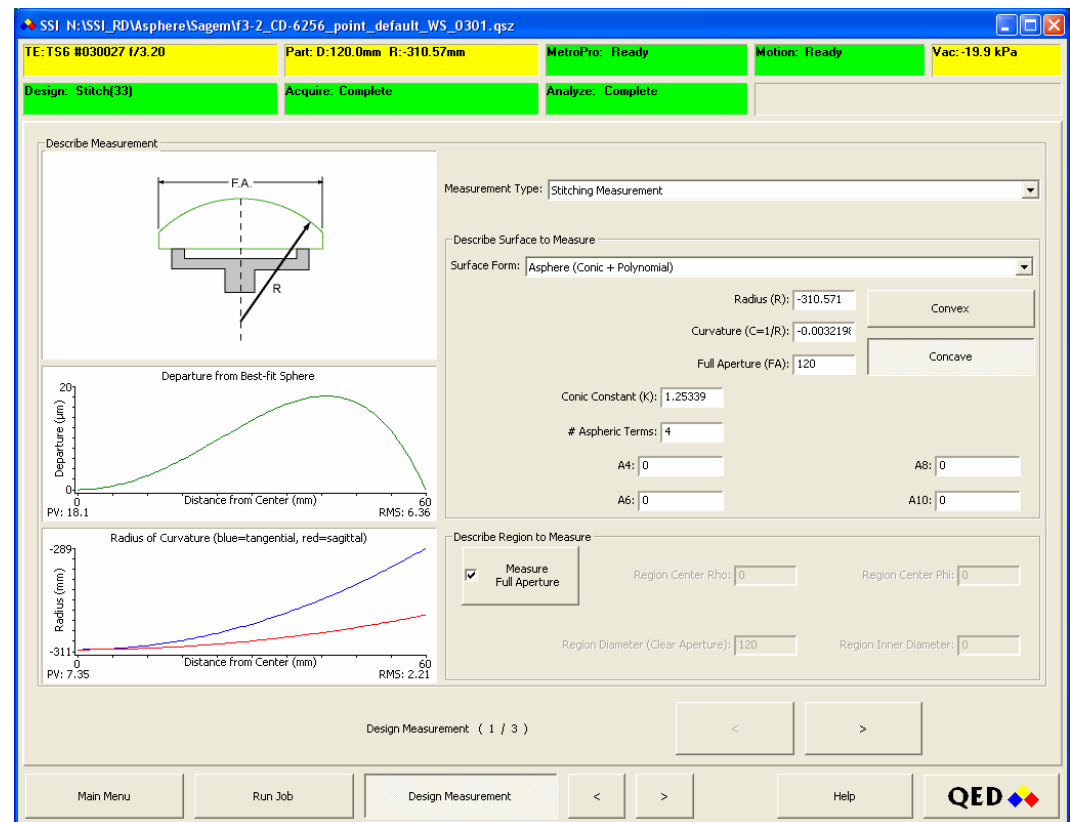 SSI N:\SSI_RD\Asphere\Sagem\f3-2_CD-6256_point_default_WS_0301.qsz
TE: TS6 #030027 f/3.20
Part: D:120.0mm R:-310.57mm
MetroPro: Ready
Motion: Ready
Vac:-19.9 kPa
Design: Stitch(33)
Acquire: Complete
Analyze: Complete
Describe Measurement
F.A.
R
Measurement Type: Stitching Measurement
Describe Surface to Measure
Surface Form: Asphere (Conic + Polynomial)
Radius (R): -310.571
Convex
Curvature (C=1/R): -0.003219
Full Aperture (FA): 120
Concave
Conic Constant (K): 1.25339
# Aspheric Terms: 4
A4: 0
A8: 0
A6: 0
A10: 0
Departure from Best-fit Sphere
20
Departure (µm)
0
0
Distance from Center (mm)
60
PV: 18.1
RMS: 6.36
Radius of Curvature (blue=tangential, red=sagittal)
-289
Radius (mm)
-311
0
Distance from Center (mm)
60
PV: 7.35
RMS: 2.21
Describe Region to Measure
Measure
Full Aperture
Region Center Rho: 0
Region Center Phi: 0
Region Diameter (Clear Aperture): 120
Region Inner Diameter: 0
Design Measurement ( 1 / 3 )
<
>
Main Menu
Run Job
Design Measurement
<
>
Help
QED